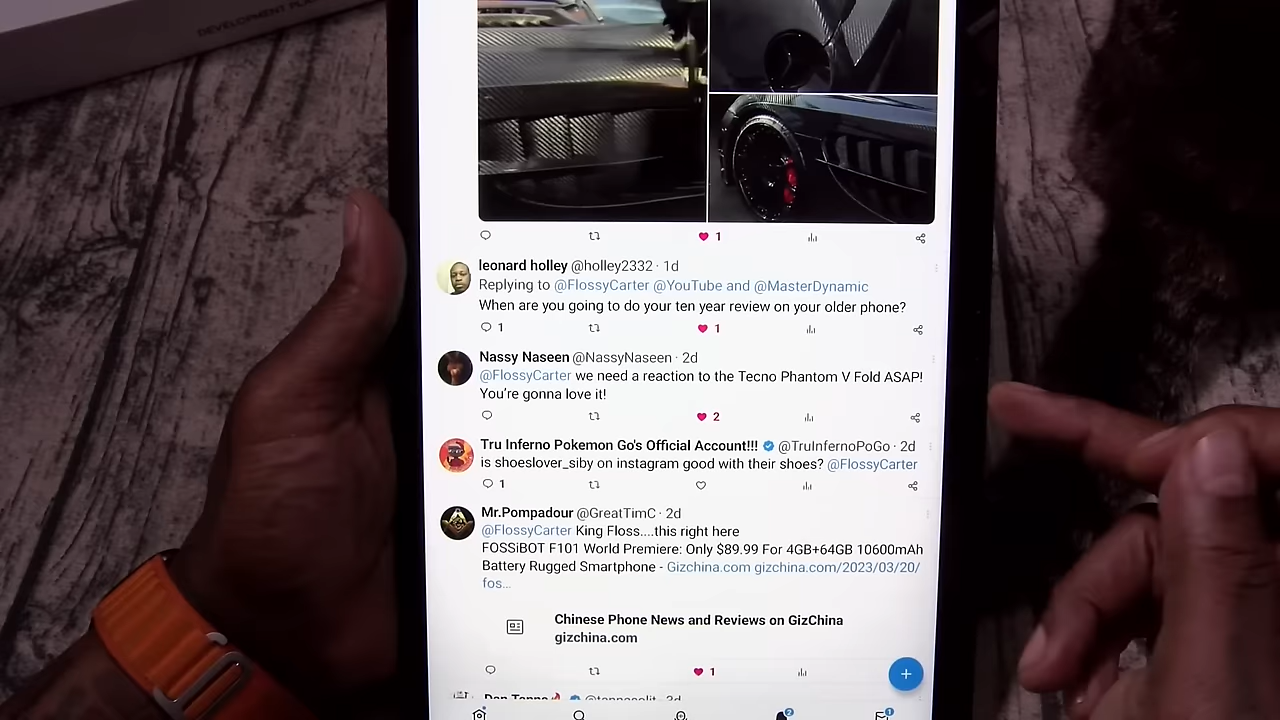 DEVELOPMENT
1
leonard holley @holley2332 · 1d
Replying to @FlossyCarter @YouTube and @MasterDynamic
When are you going to do your ten year review on your older phone?
1 1
Nassy Naseen @NassyNaseen · 2d
@FlossyCarter we need a reaction to the Tecno Phantom V Fold ASAP!
You're gonna love it!
2
Tru Inferno Pokemon Go's Official Account!!! @TruInfernoPoGo · 2d
is shoeslover_siby on instagram good with their shoes? @FlossyCarter
1
Mr.Pompadour @GreatTimC · 2d
@FlossyCarter King Floss....this right here
FOSSiBOT F101 World Premiere: Only $89.99 For 4GB+64GB 10600mAh
Battery Rugged Smartphone - Gizchina.com gizchina.com/2023/03/20/
fos...
Chinese Phone News and Reviews on GizChina
gizchina.com
1
2 1